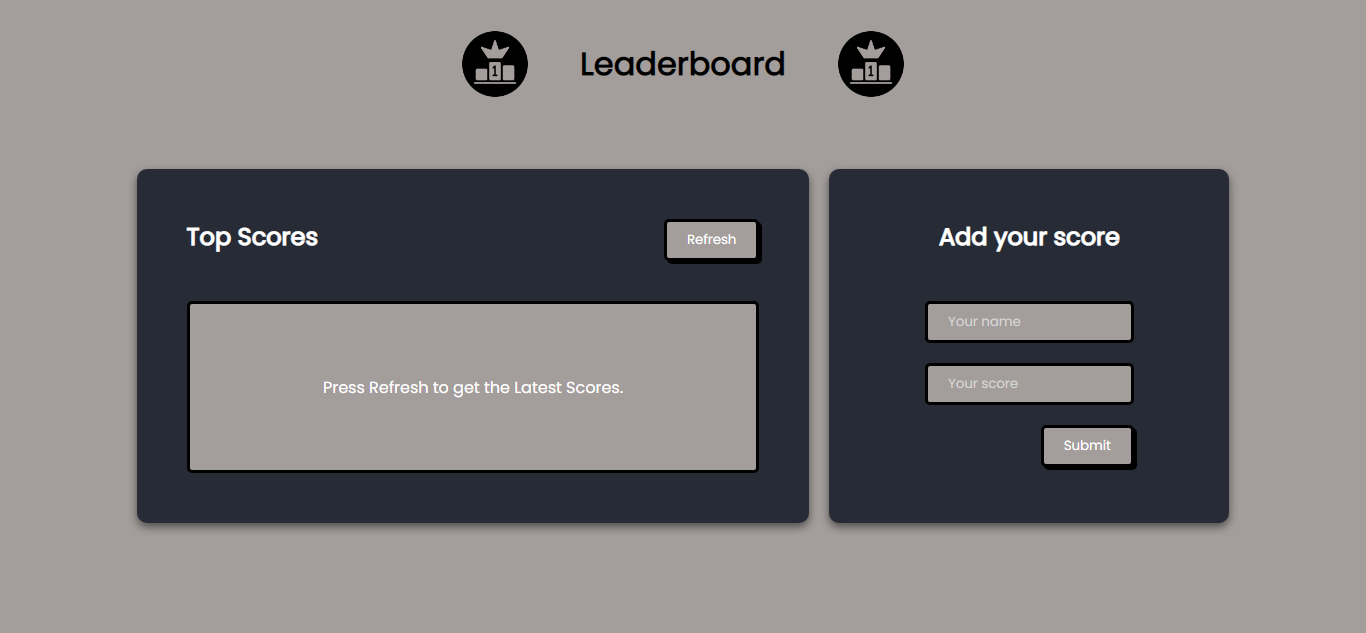 1
Leaderboard
1
Top Scores
Refresh
Press Refresh to get the Latest Scores.
Add your score
Your name
Your score
Submit